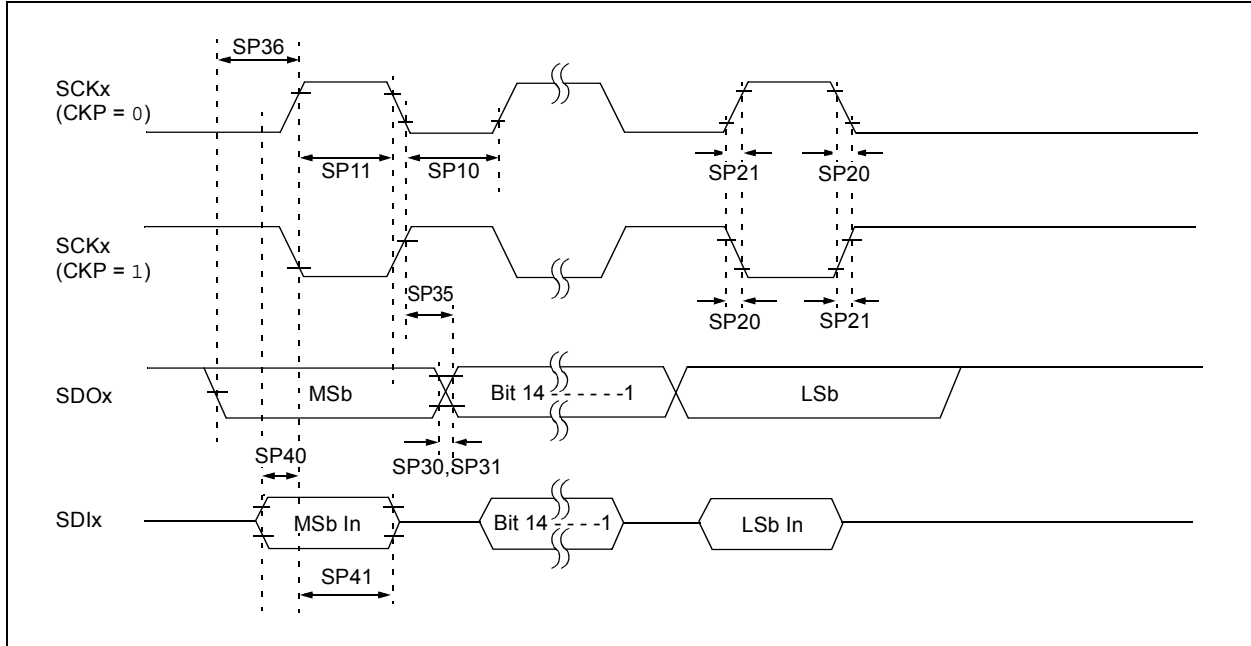 SP36
SCKx
(CKP = 0)
SP11
SP10
SP21
SP20
SCKx
(CKP = 1)
SP35
SP20
SP21
SDOx
MSb
Bit 14 - - - - - -1
LSb
SP40
SP30,SP31
SDIx
MSb In
Bit 14 - - - -1
LSb In
SP41